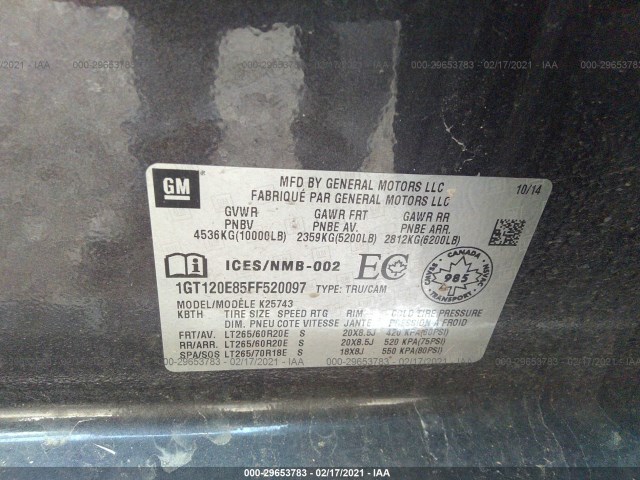 000-29653783 - 02/17/2021 - IAA
000-29653783 - 02/17/2021 - IAA
GM
MFD BY GENERAL MOTORS LLC
FABRIQUÉ PAR GENERAL MOTORS LLC
10/14
GVWR GAWR FRT GAWR RR
PNBV PNBE AV. PNBE ARR.
4536KG(10000LB) 2359KG(5200LB) 2812KG(6200LB)
ICES/NMB-002 EC
CANADA
985
1GT120E85FF520097 TYPE: TRU/CAM
MODEL/MODÈLE K25743
KBTH TIRE SIZE SPEED RTG RIM COLD TIRE PRESSURE
DIM. PNEU COTE VITESSE JANTE PRESSION A FROID
FRT/AV. LT265/60R20E S 20X8.5J 420 KPA(60PSI)
RR/ARR. LT265/60R20E S 20X8.5J 520 KPA(75PSI)
SPA/SOS LT265/70R18E S 18X8J 550 KPA(80PSI)
000-29653783 - 02/17/2021 - IAA